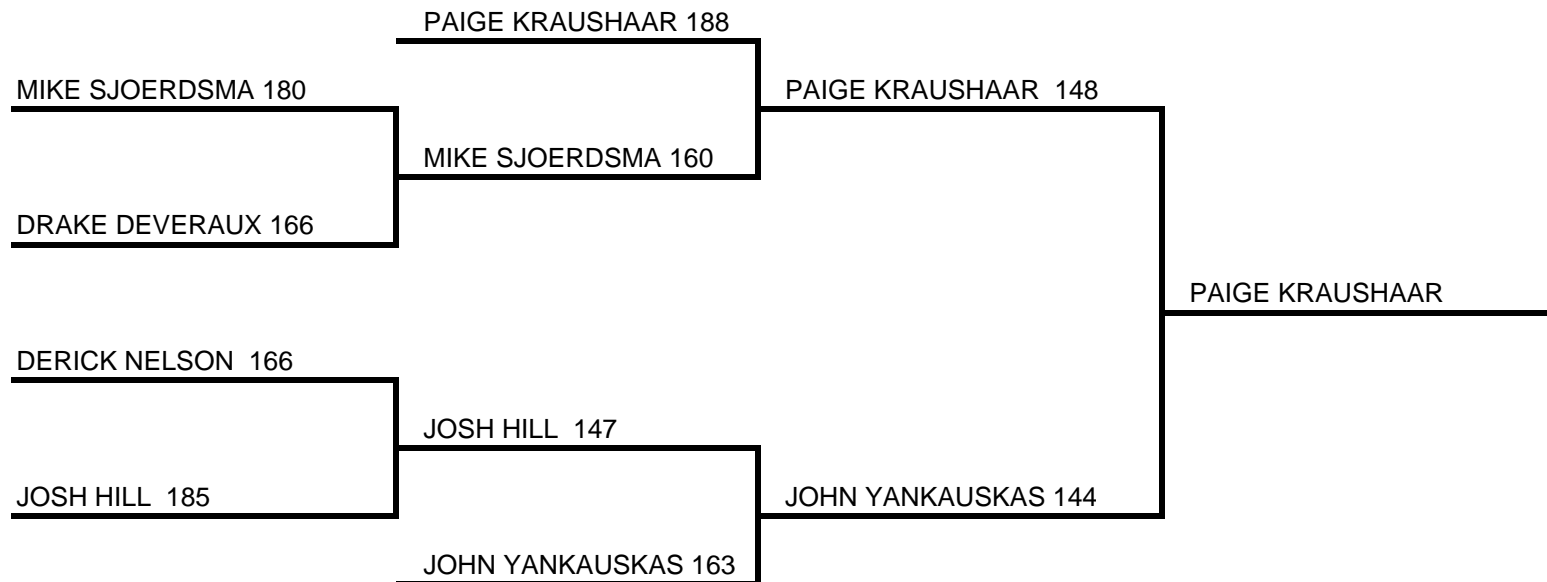 PAIGE KRAUSHAAR 188
MIKE SJOERDSMA 180
PAIGE KRAUSHAAR  148
MIKE SJOERDSMA 160
DRAKE DEVERAUX 166
PAIGE KRAUSHAAR
DERICK NELSON  166
JOSH HILL  147
JOSH HILL  185
JOHN YANKAUSKAS 144
JOHN YANKAUSKAS 163